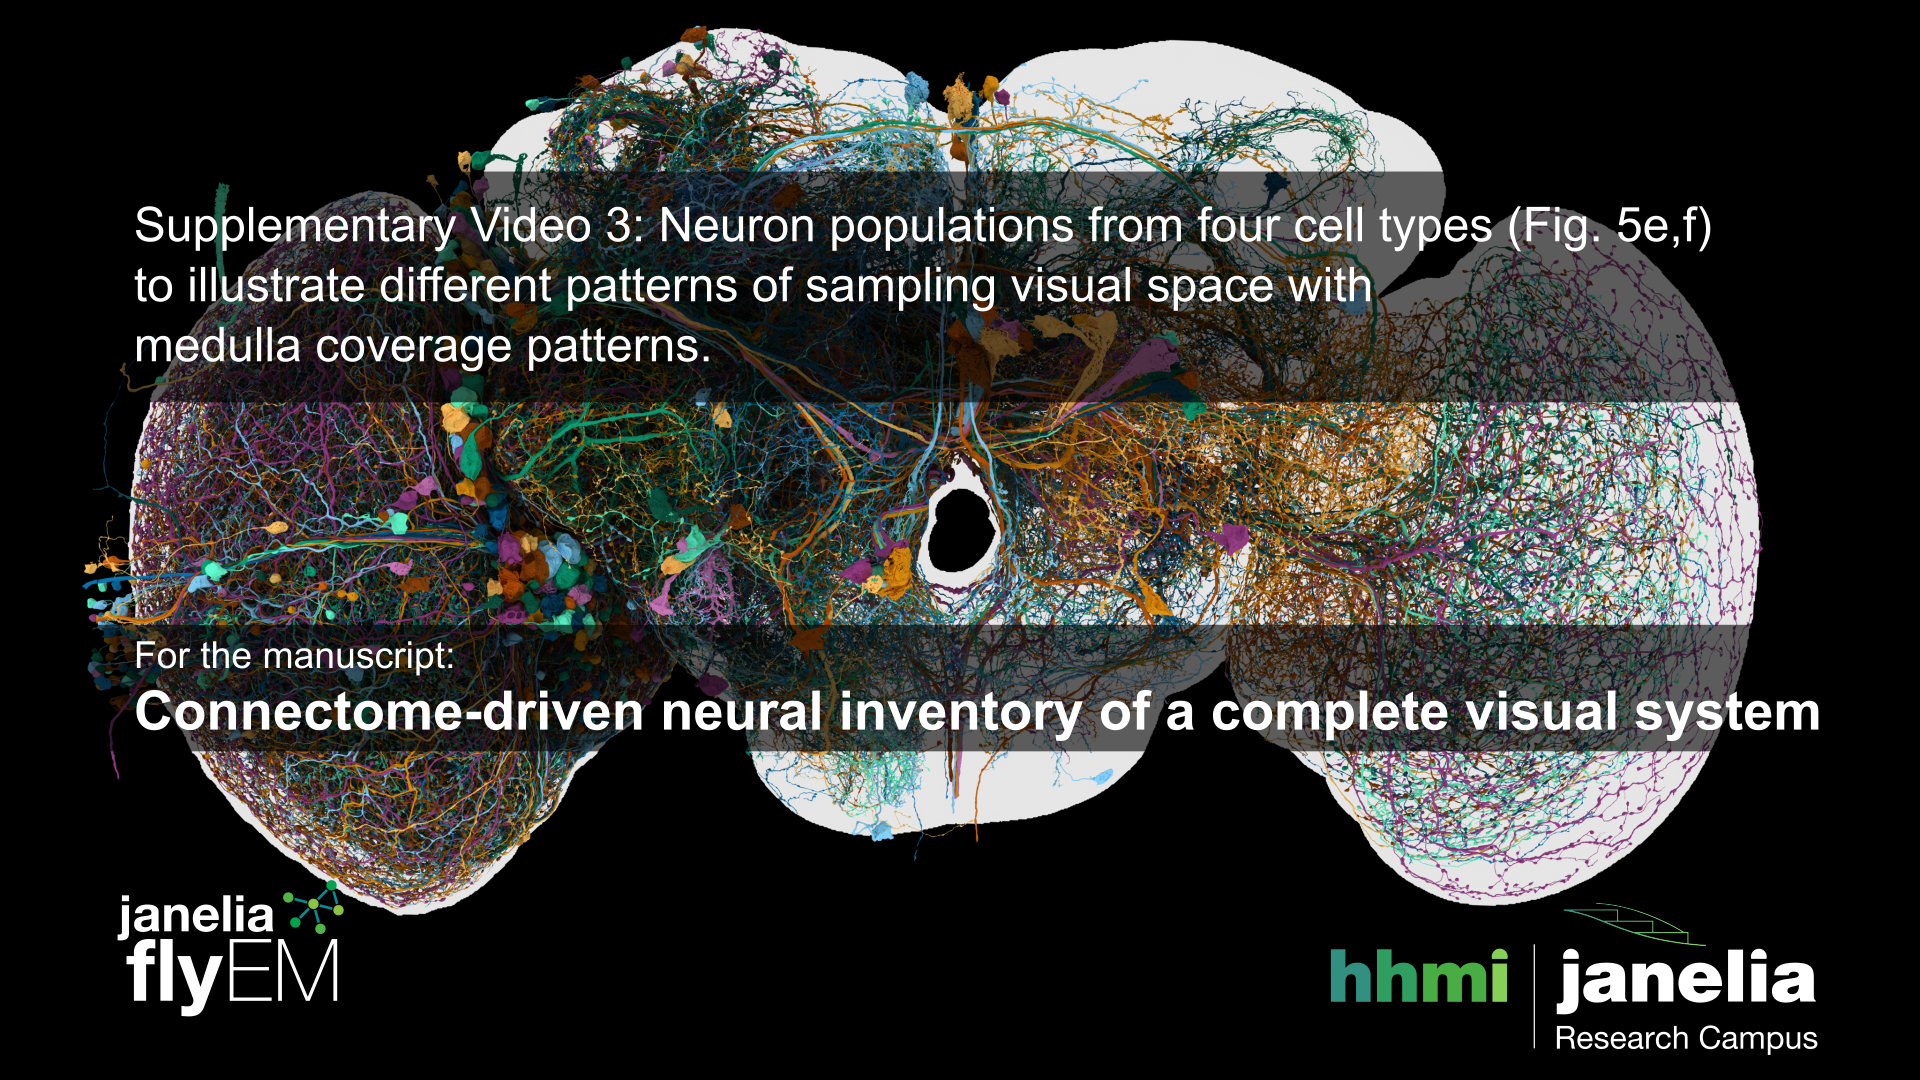 Supplementary Video 3: Neuron populations from four cell types (Fig. 5e,f)
to illustrate different patterns of sampling visual space with
medulla coverage patterns.
For the manuscript:
Connectome-driven neural inventory of a complete visual system
janelia
flyEM
hhmi
janelia
Research Campus